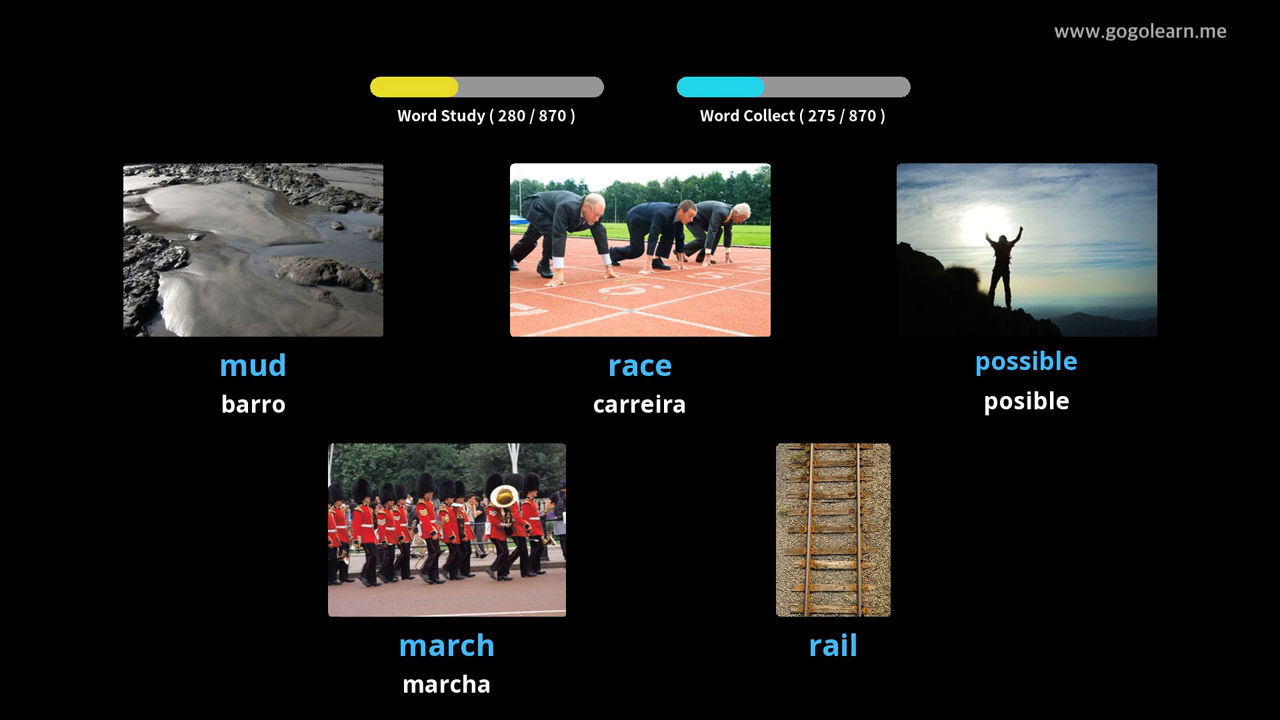 www.gogolearn.me
Word Study ( 280 / 870 )
Word Collect ( 275 / 870 )
mud
barro
race
carreira
possible
posible
march
marcha
rail